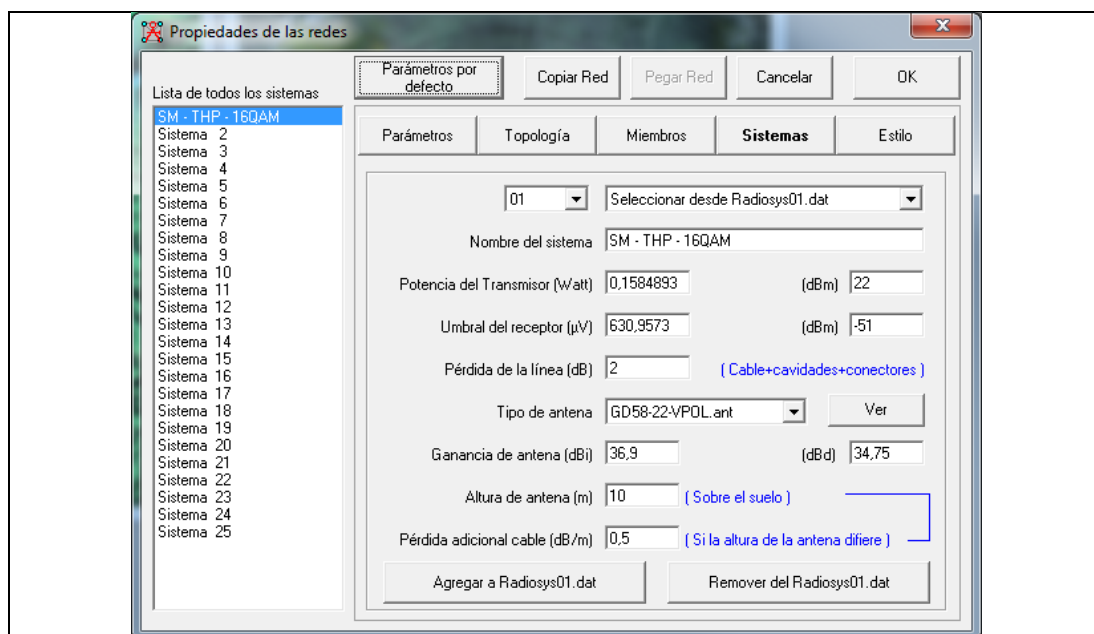 Propiedades de las redes
Lista de todos los sistemas
SM - THP - 16QAM
Sistema 2
Sistema 3
Sistema 4
Sistema 5
Sistema 6
Sistema 7
Sistema 8
Sistema 9
Sistema 10
Sistema 11
Sistema 12
Sistema 13
Sistema 14
Sistema 15
Sistema 16
Sistema 17
Sistema 18
Sistema 19
Sistema 20
Sistema 21
Sistema 22
Sistema 23
Sistema 24
Sistema 25
Parámetros por
defecto
Copiar Red
Pegar Red
Cancelar
OK
Parámetros
Topología
Miembros
Sistemas
Estilo
01
Seleccionar desde Radiosys01.dat
Nombre del sistema SM - THP - 16QAM
Potencia del Transmisor (Watt) 0,1584893 (dBm) 22
Umbral del receptor (µV) 630,9573 (dBm) -51
Pérdida de la línea (dB) 2 ( Cable+cavidades+conectores )
Tipo de antena GD58-22-VPOL.ant Ver
Ganancia de antena (dBi) 36,9 (dBd) 34,75
Altura de antena (m) 10 ( Sobre el suelo )
Pérdida adicional cable (dB/m) 0,5 ( Si la altura de la antena difiere )
Agregar a Radiosys01.dat
Remover del Radiosys01.dat